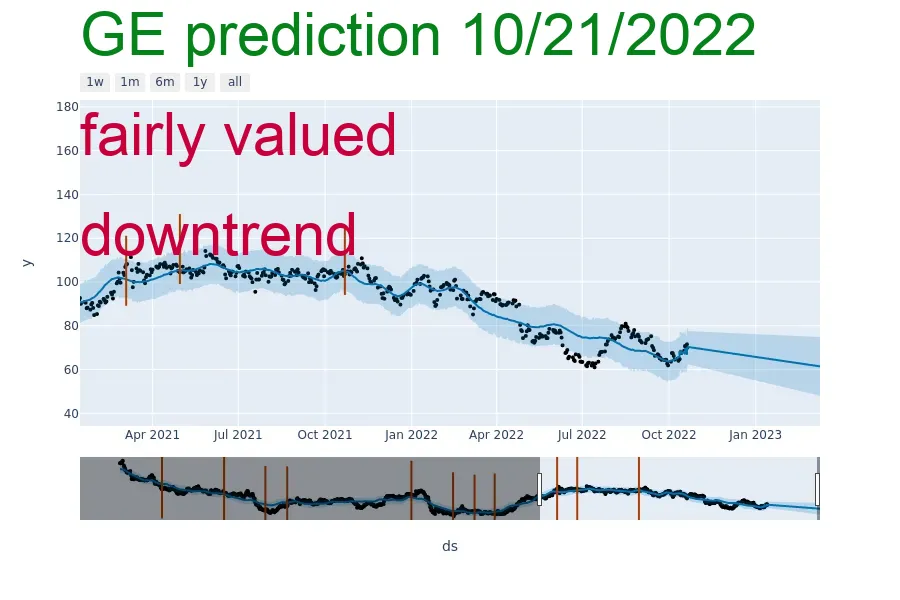 GE prediction 10/21/2022
1w 1m 6m 1y all
180
fairly valued
160
140
downtrend
120
y
100
80
60
40
Apr 2021 Jul 2021 Oct 2021 Jan 2022 Apr 2022 Jul 2022 Oct 2022 Jan 2023
ds